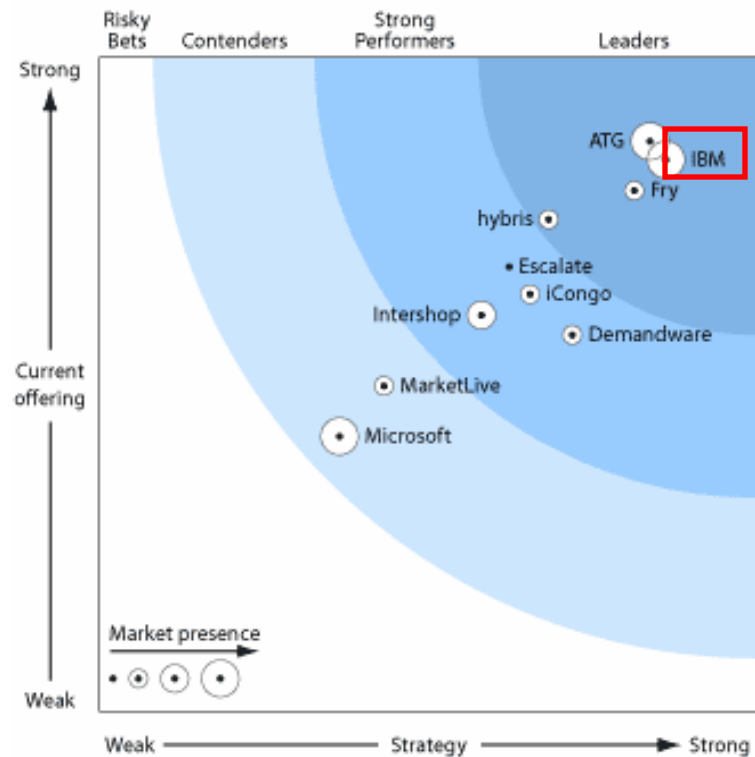 Risky
Bets
Contenders
Strong
Performers
Leaders
Strong
ATG
IBM
Fry
hybris
Escalate
iCongo
Intershop
Demandware
Current
offering
MarketLive
Microsoft
Market presence
Weak
Weak
Strategy
Strong